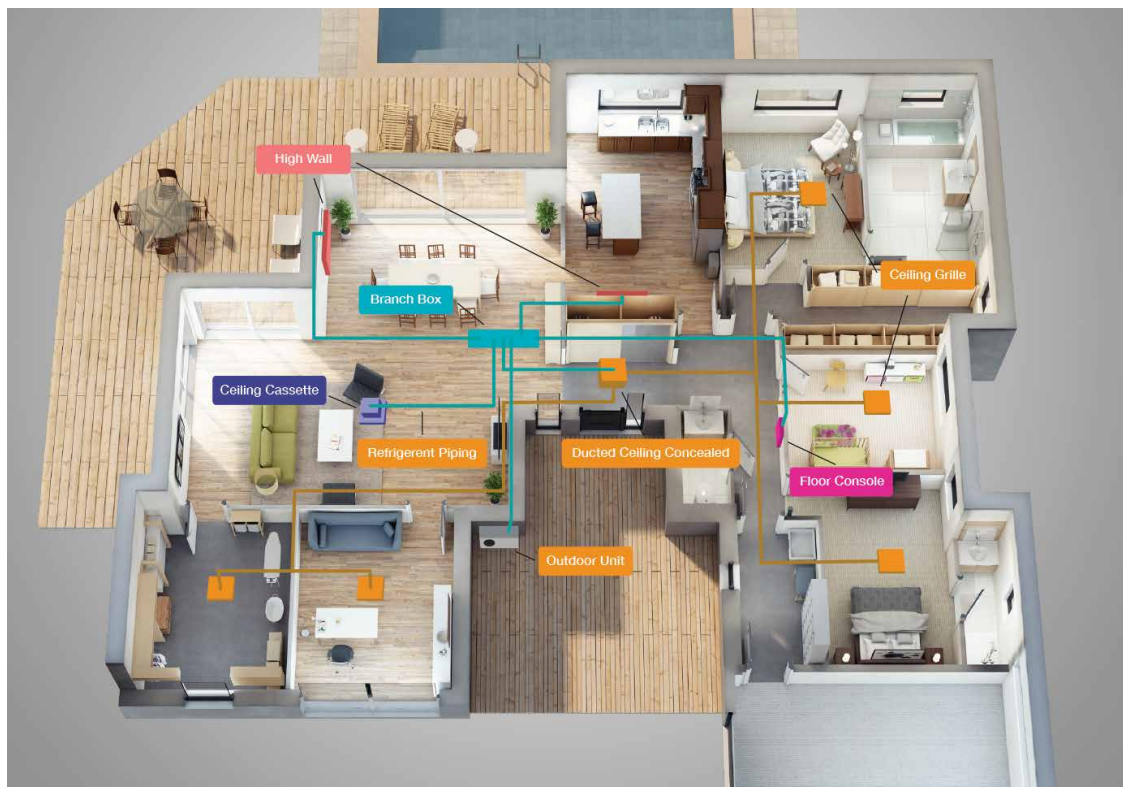 High Wall
Ceiling Grille
Branch Box
Ceiling Cassette
Refrigerent Piping
Ducted Ceiling Concealed
Floor Console
Outdoor Unit